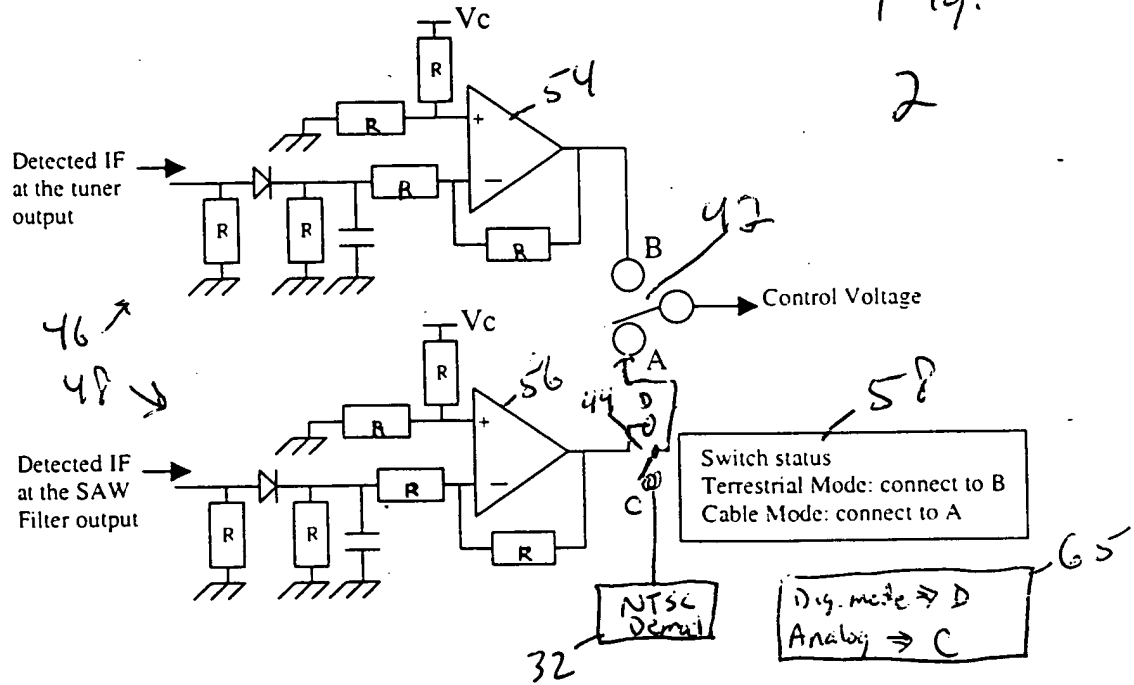 Fig.
2
Vc
R
R
54
Detected IF
at the tuner
output
R
R
R
R
+
−
B
42
Control Voltage
A
46
48
Vc
R
R
56
44
D
C
58
Detected IF
at the SAW
Filter output
R
R
R
R
+
−
Switch status
Terrestrial Mode: connect to B
Cable Mode: connect to A
NTSC
Demod
32
Dig. mode ⇒ D
Analog ⇒ C
65